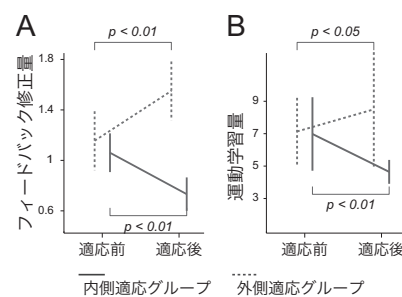 A
p < 0.01
フィードバック修正量
1.8
1.4
1
0.6
p < 0.01
適応前
適応後
B
p < 0.05
運動学習量
9
7
5
3
p < 0.01
適応前
適応後
内側適応グループ
外側適応グループ